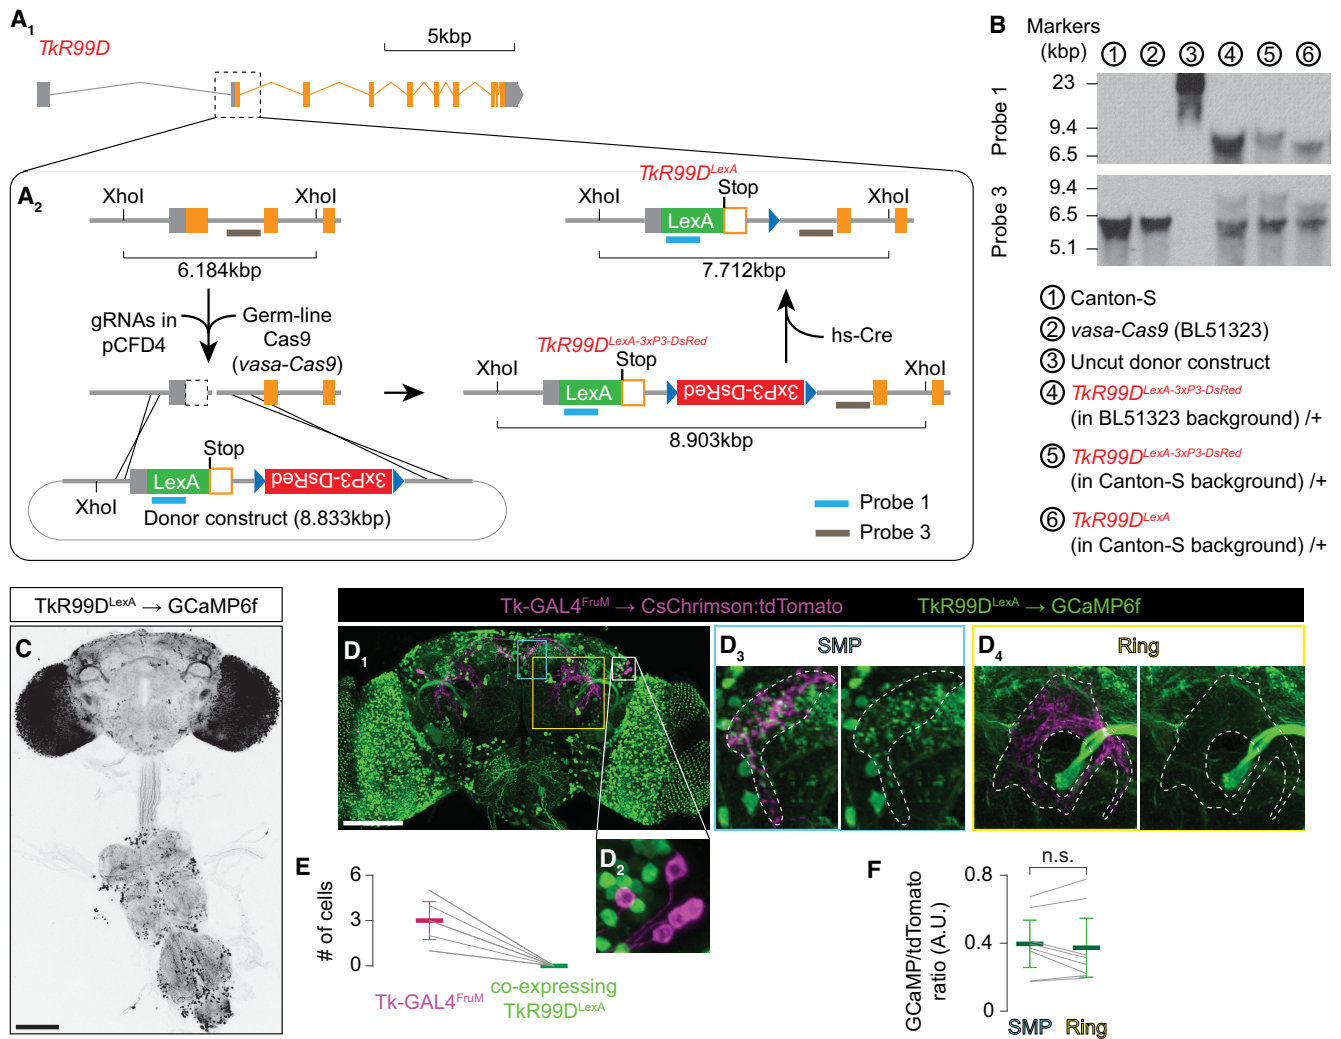 A1
TkR99D
5kbp
A2
XhoI
XhoI
6.184kbp
gRNAs in
pCFD4
Germ-line
Cas9
(vasa-Cas9)
Stop
LexA
3xP3-DsRed
XhoI
Donor construct (8.833kbp)
TkR99DLexA
Stop
XhoI
XhoI
LexA
7.712kbp
hs-Cre
TkR99DLexA-3xP3-DsRed
Stop
XhoI
XhoI
LexA
3xP3-DsRed
8.903kbp
Probe 1
Probe 3
B
Markers
(kbp)
1 2 3 4 5 6
Probe 1
23
9.4
6.5
Probe 3
9.4
6.5
5.1
1 Canton-S
2 vasa-Cas9 (BL51323)
3 Uncut donor construct
4 TkR99DLexA-3xP3-DsRed
(in BL51323 background) /+
5 TkR99DLexA-3xP3-DsRed
(in Canton-S background) /+
6 TkR99DLexA
(in Canton-S background) /+
TkR99DLexA → GCaMP6f
C
Tk-GAL4FruM → CsChrimson:tdTomato TkR99DLexA → GCaMP6f
D1
D2
D3
SMP
D4
Ring
E
# of cells
6
3
0
Tk-GAL4FruM
co-expressing
TkR99DLexA
F
GCaMP/tdTomato
ratio (A.U.)
n.s.
0.8
0.4
0
SMP Ring